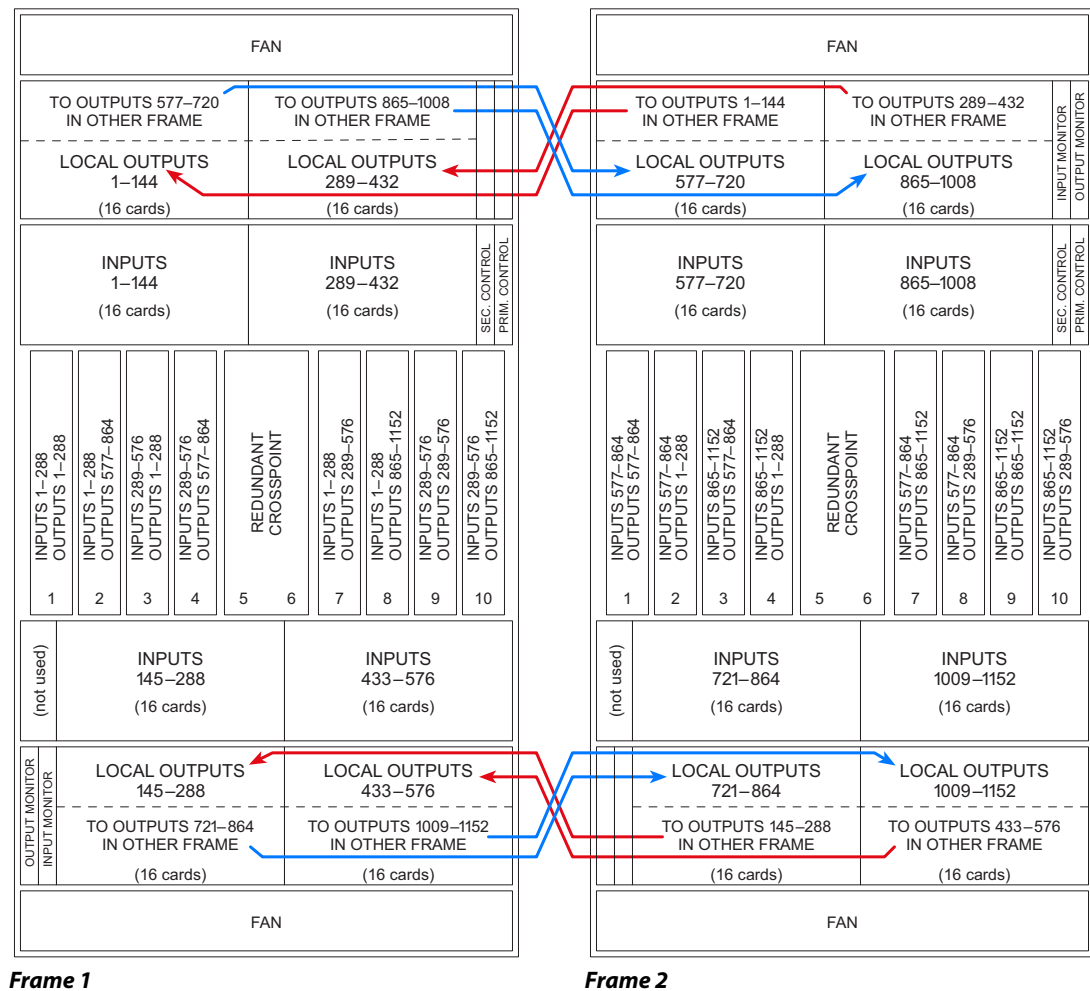 FAN
TO OUTPUTS 577–720
IN OTHER FRAME
TO OUTPUTS 865–1008
IN OTHER FRAME
LOCAL OUTPUTS
1–144
(16 cards)
LOCAL OUTPUTS
289–432
(16 cards)
INPUTS
1–144
(16 cards)
INPUTS
289–432
(16 cards)
SEC. CONTROL
PRIM. CONTROL
INPUTS 1–288
OUTPUTS 1–288
1
INPUTS 1–288
OUTPUTS 577–864
2
INPUTS 289–576
OUTPUTS 1–288
3
INPUTS 289–576
OUTPUTS 577–864
4
REDUNDANT
CROSSPOINT
5
6
INPUTS 1–288
OUTPUTS 289–576
7
INPUTS 1–288
OUTPUTS 865–1152
8
INPUTS 289–576
OUTPUTS 289–576
9
INPUTS 289–576
OUTPUTS 865–1152
10
(not used)
INPUTS
145–288
(16 cards)
INPUTS
433–576
(16 cards)
OUTPUT MONITOR
INPUT MONITOR
LOCAL OUTPUTS
145–288
LOCAL OUTPUTS
433–576
TO OUTPUTS 721–864
IN OTHER FRAME
(16 cards)
TO OUTPUTS 1009–1152
IN OTHER FRAME
(16 cards)
FAN
Frame 1
FAN
TO OUTPUTS 1–144
IN OTHER FRAME
TO OUTPUTS 289–432
IN OTHER FRAME
LOCAL OUTPUTS
577–720
(16 cards)
LOCAL OUTPUTS
865–1008
(16 cards)
INPUT MONITOR
OUTPUT MONITOR
INPUTS
577–720
(16 cards)
INPUTS
865–1008
(16 cards)
SEC. CONTROL
PRIM. CONTROL
INPUTS 577–864
OUTPUTS 577–864
1
INPUTS 577–864
OUTPUTS 1–288
2
INPUTS 865–1152
OUTPUTS 577–864
3
INPUTS 865–1152
OUTPUTS 1–288
4
REDUNDANT
CROSSPOINT
5
6
INPUTS 577–864
OUTPUTS 865–1152
7
INPUTS 577–864
OUTPUTS 289–576
8
INPUTS 865–1152
OUTPUTS 865–1152
9
INPUTS 865–1152
OUTPUTS 289–576
10
(not used)
INPUTS
721–864
(16 cards)
INPUTS
1009–1152
(16 cards)
LOCAL OUTPUTS
721–864
LOCAL OUTPUTS
1009–1152
TO OUTPUTS 145–288
IN OTHER FRAME
(16 cards)
TO OUTPUTS 433–576
IN OTHER FRAME
(16 cards)
FAN
Frame 2